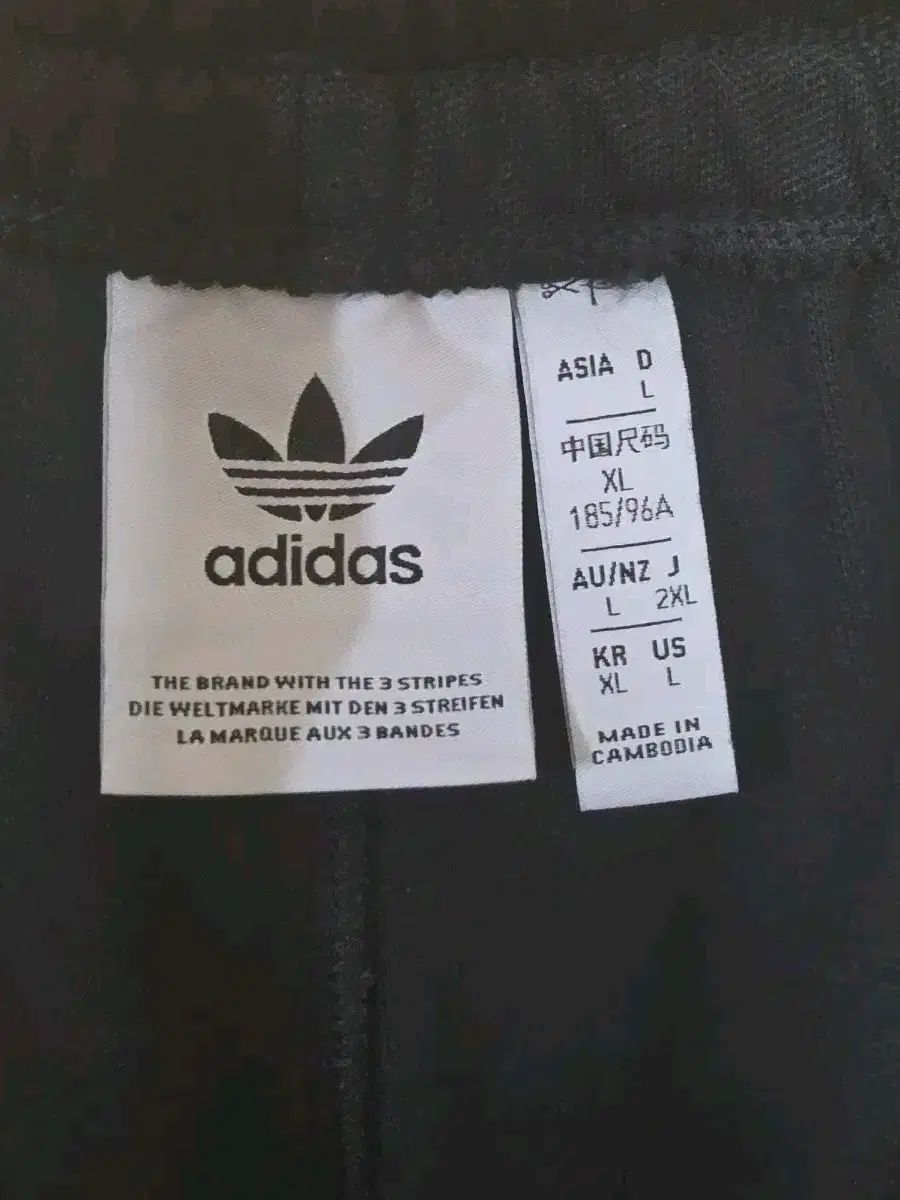 adidas
THE BRAND WITH THE 3 STRIPES
DIE WELTMARKE MIT DEN 3 STREIFEN
LA MARQUE AUX 3 BANDES
ASIA D
L
中国尺码
XL
185/96A
AU/NZ J
L 2XL
KR US
XL L
MADE IN
CAMBODIA